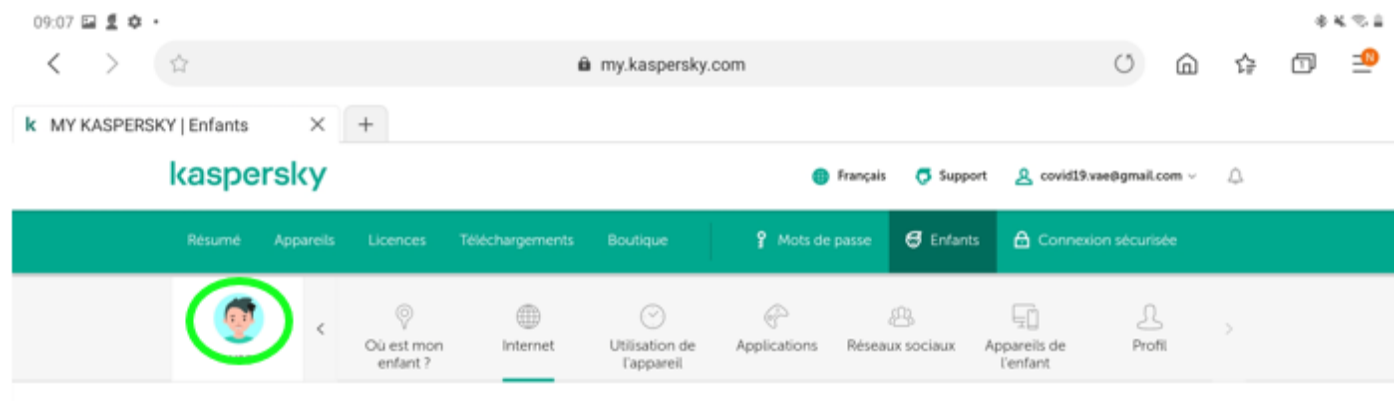 09:07
my.kaspersky.com
1
N
k MY KASPERSKY | Enfants
kaspersky
Français Support covid19.vae@gmail.com
Résumé Appareils Licences Téléchargements Boutique Mots de passe Enfants Connexion sécurisée
Où est mon enfant ?
Internet
Utilisation de l'appareil
Applications
Réseaux sociaux
Appareils de l'enfant
Profil